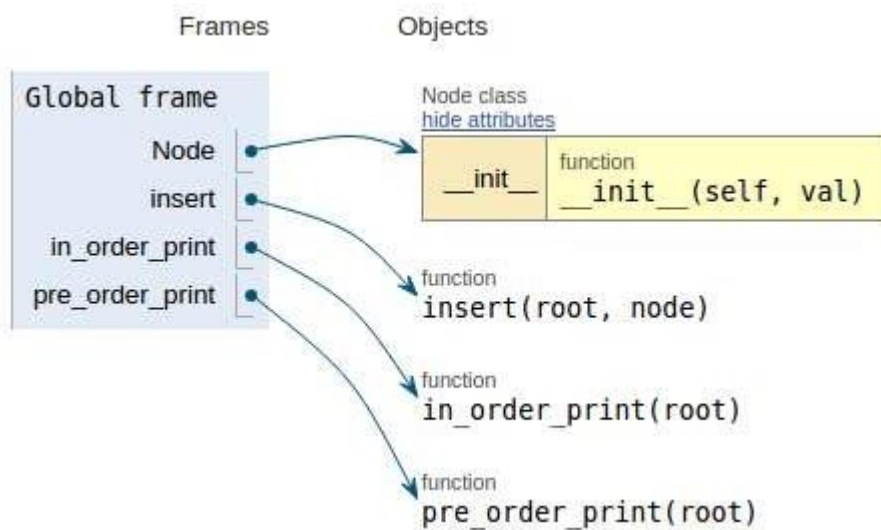 Frames Objects
Global frame
Node
insert
in_order_print
pre_order_print
Node class
hide attributes
__init__
function
__init__(self, val)
function
insert(root, node)
function
in_order_print(root)
function
pre_order_print(root)